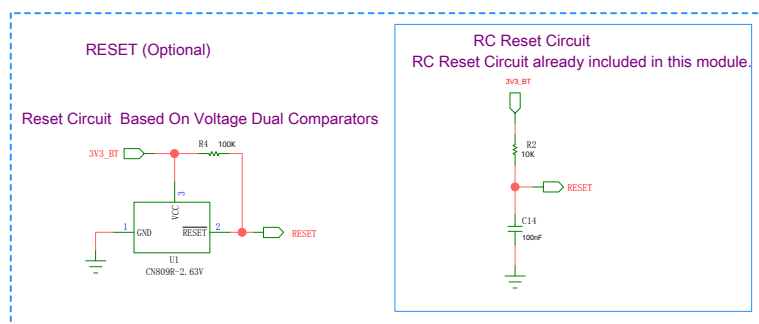 RESET (Optional)
RC Reset Circuit
RC Reset Circuit already included in this module.
3V3_BT
Reset Circuit  Based On Voltage Dual Comparators
R4 100K
3V3_BT
R2
10K
3
VCC
RESET
1 GND RESET 2
RESET
C14
100nF
U1
CN809R-2.63V